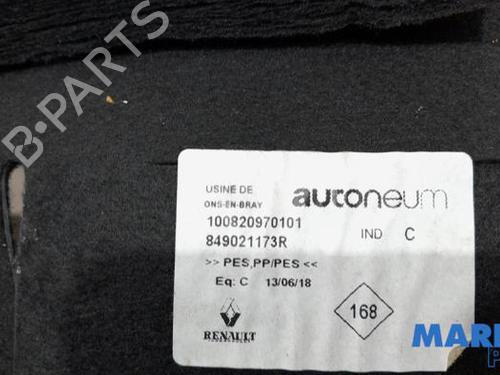 B-PARTS
USINE DE
ONS-EN-BRAY
autoneum
100820970101
849021173R
IND C
>> PES,PP/PES <<
Eq: C 13/06/18
168
RENAULT